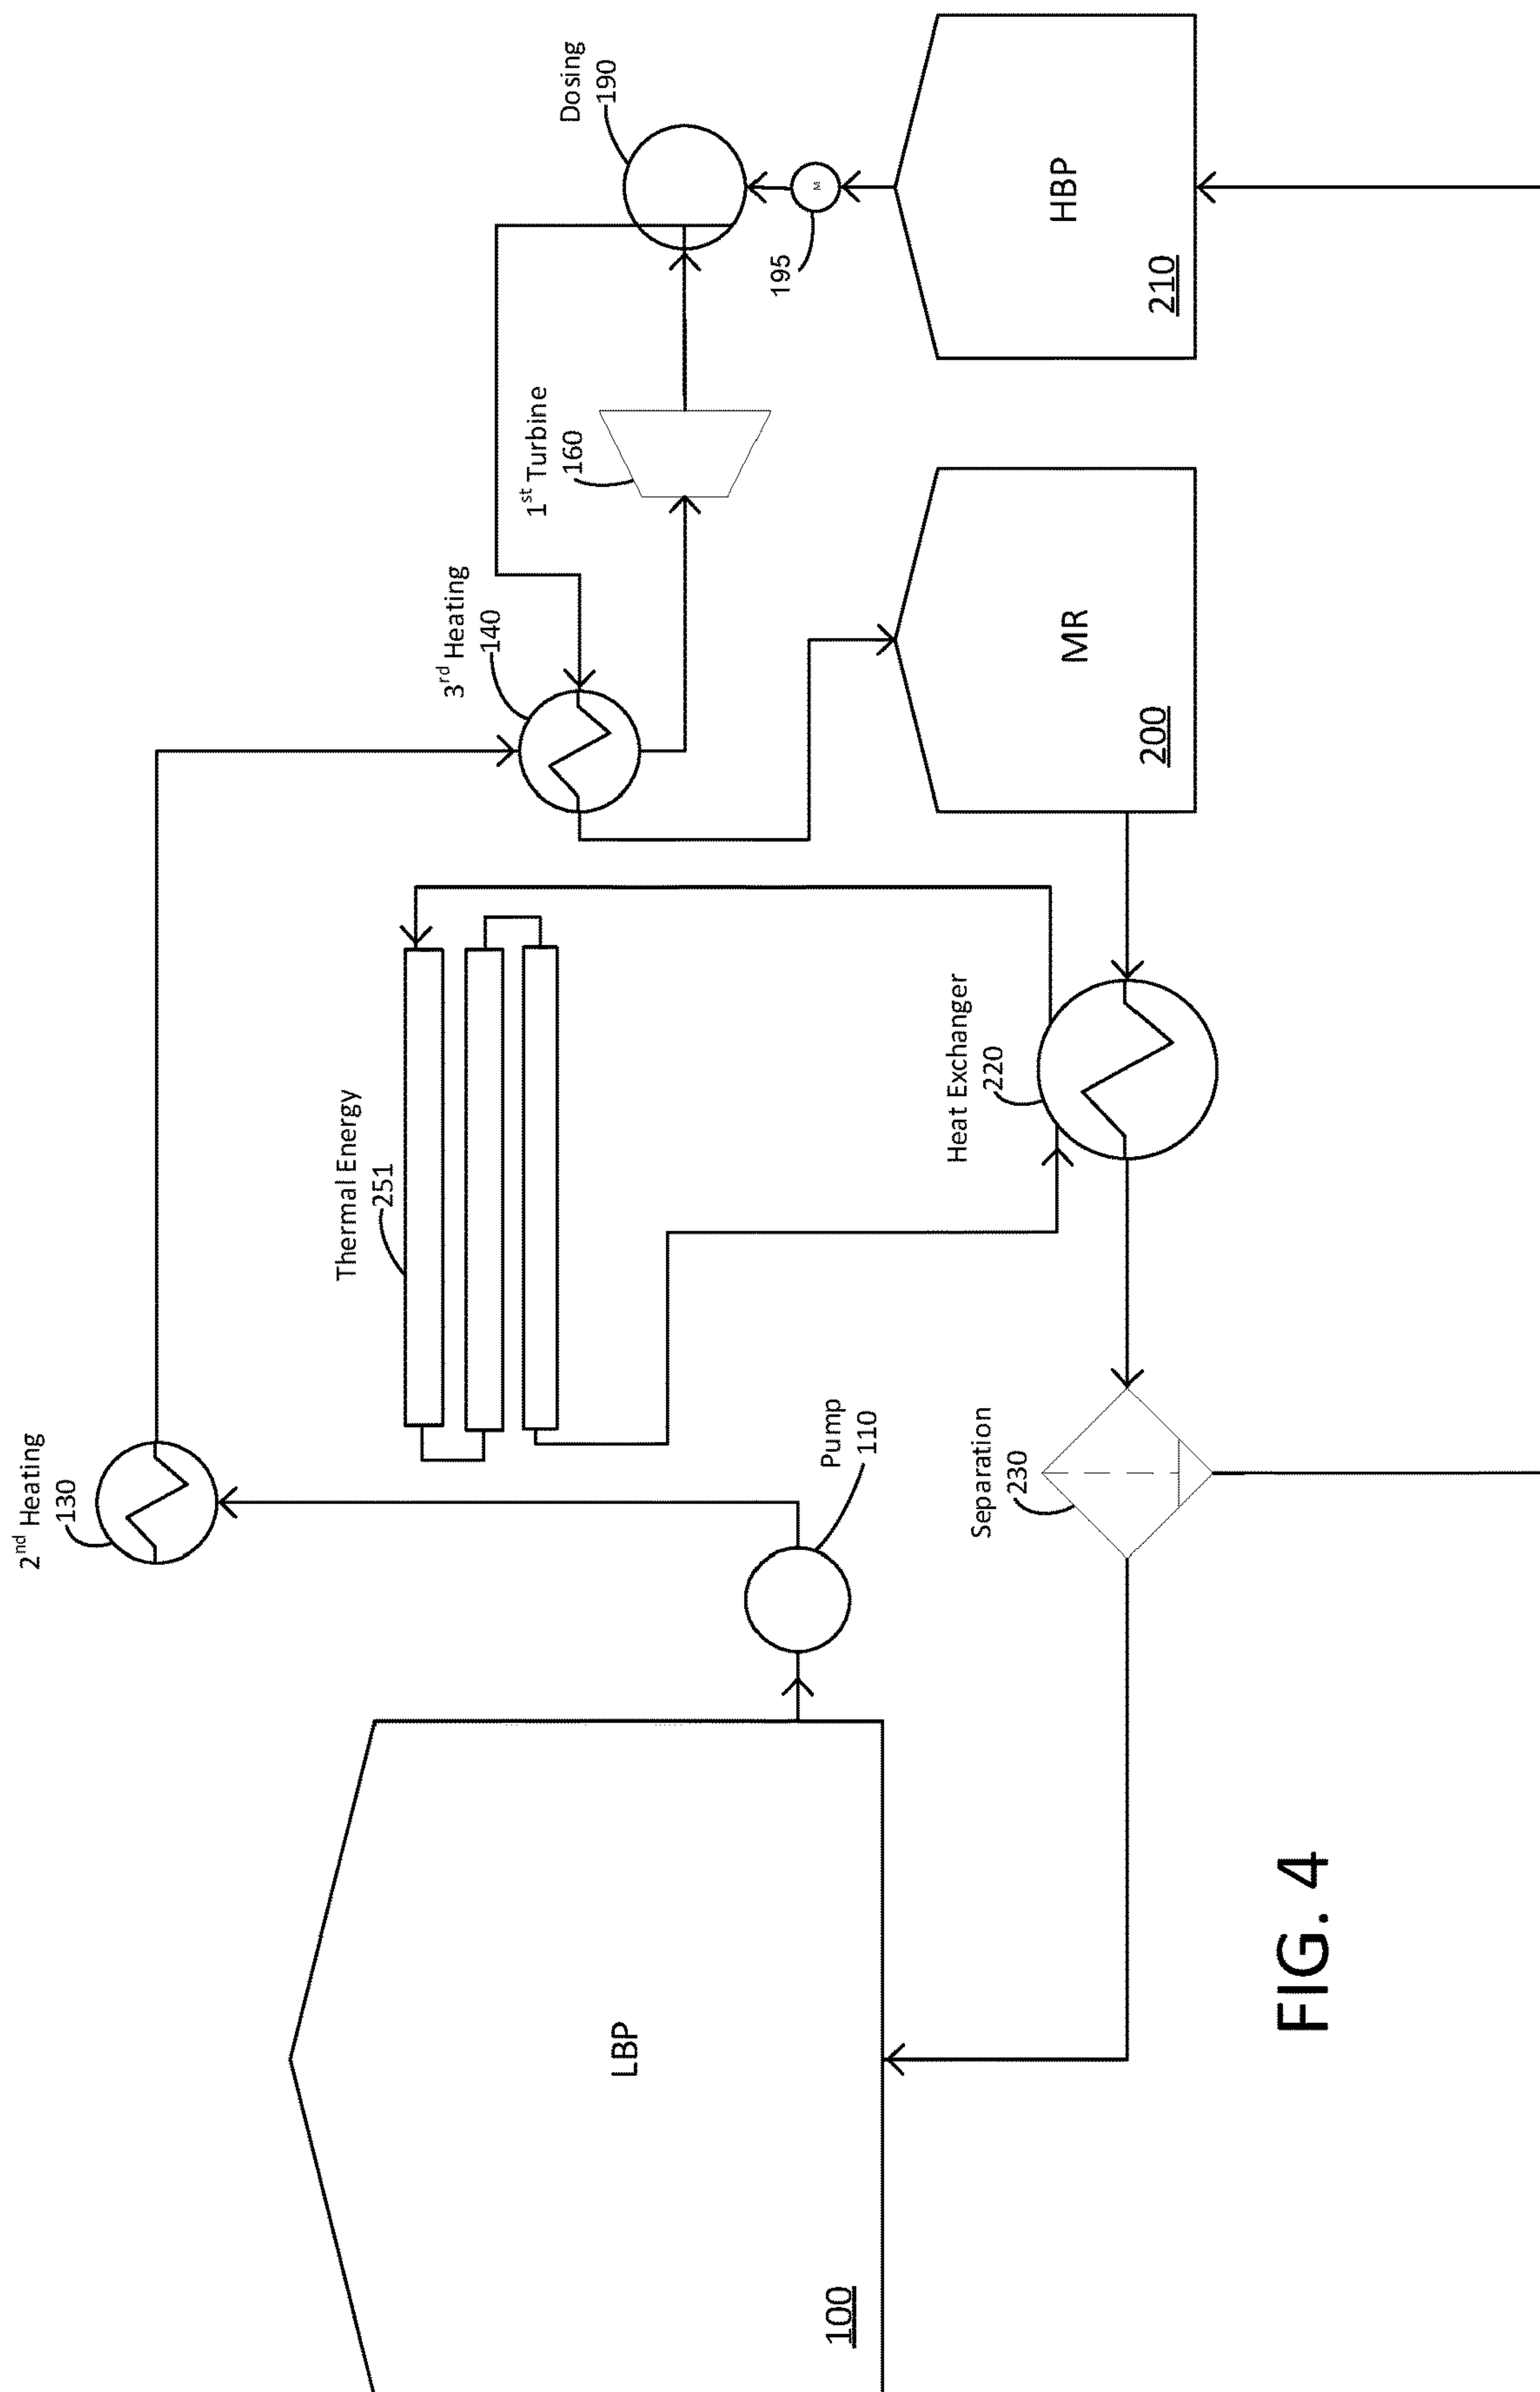 2nd Heating
130
3rd Heating
140
1st Turbine
160
Dosing
190
Thermal Energy
251
195
M
Pump
110
LBP
100
Heat Exchanger
220
Separation
230
MR
200
HBP
210
FIG. 4